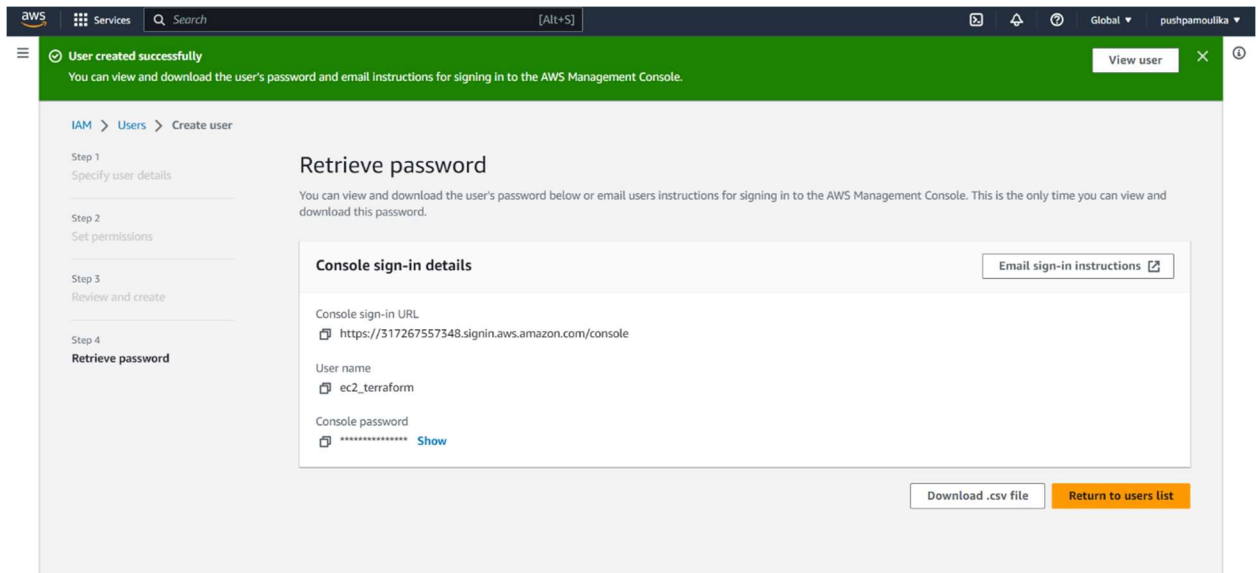 aws Services Search [Alt+S] Global pushpamoulika
User created successfully
You can view and download the user's password and email instructions for signing in to the AWS Management Console.
View user
IAM > Users > Create user
Step 1
Specify user details
Step 2
Set permissions
Step 3
Review and create
Step 4
Retrieve password
Retrieve password
You can view and download the user's password below or email users instructions for signing in to the AWS Management Console. This is the only time you can view and
download this password.
Console sign-in details
Email sign-in instructions
Console sign-in URL
https://317267557348.signin.aws.amazon.com/console
User name
ec2_terraform
Console password
*************** Show
Download .csv file
Return to users list